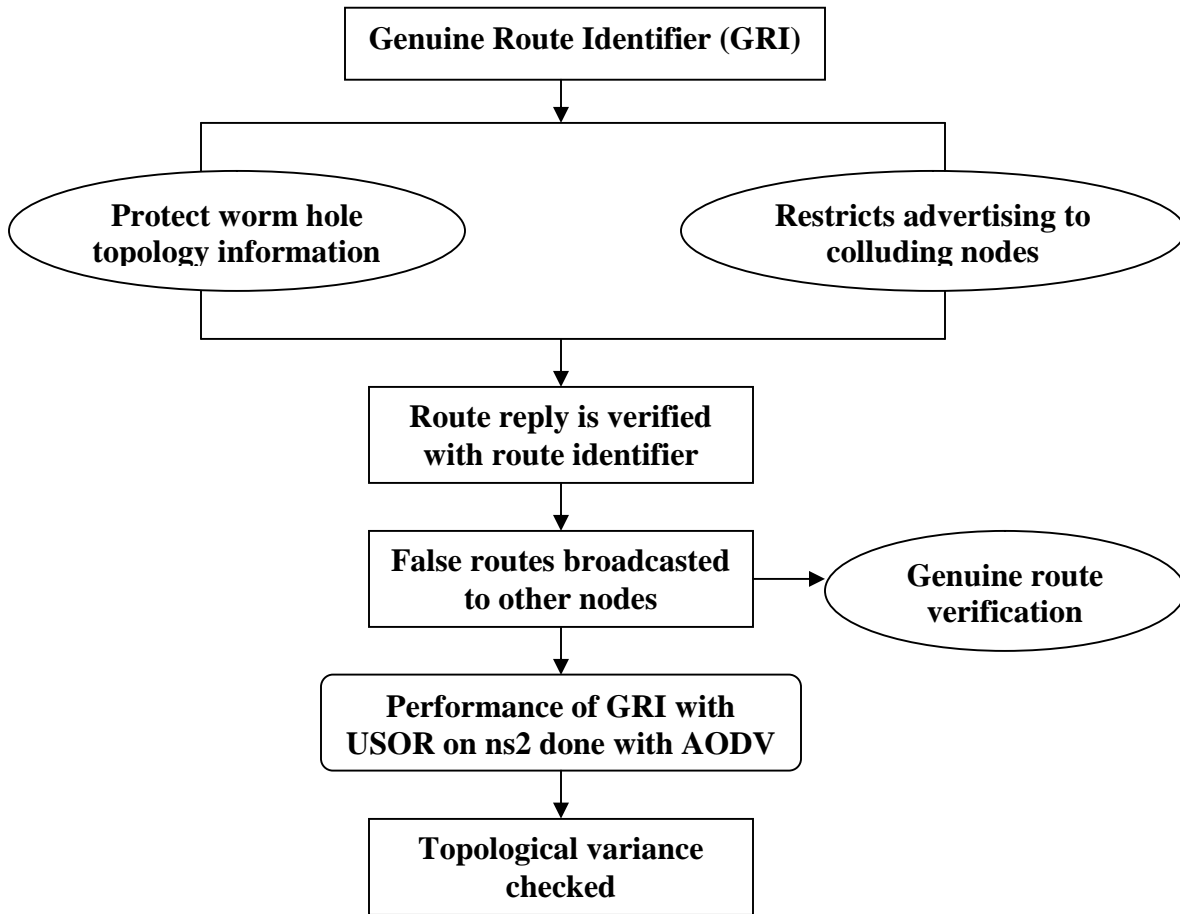 Genuine Route Identifier (GRI)
Protect worm hole
topology information
Restricts advertising to
colluding nodes
Route reply is verified
with route identifier
False routes broadcasted
to other nodes
Genuine route
verification
Performance of GRI with
USOR on ns2 done with AODV
Topological variance
checked